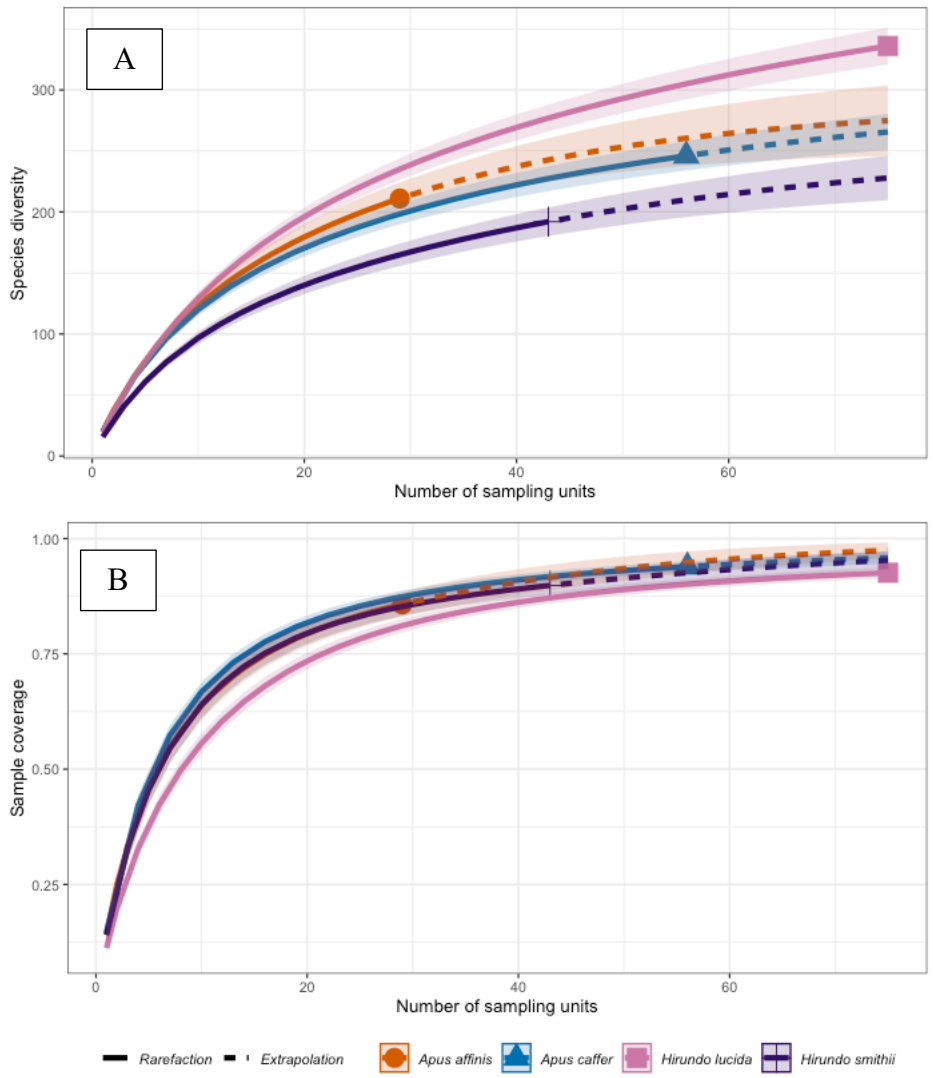 A
300
200
100
0
Species diversity
0 20 40 60
Number of sampling units
B
1.00
0.75
0.50
0.25
Sample coverage
0 20 40 60
Number of sampling units
Rarefaction Extrapolation Apus affinis Apus caffer Hirundo lucida Hirundo smithii